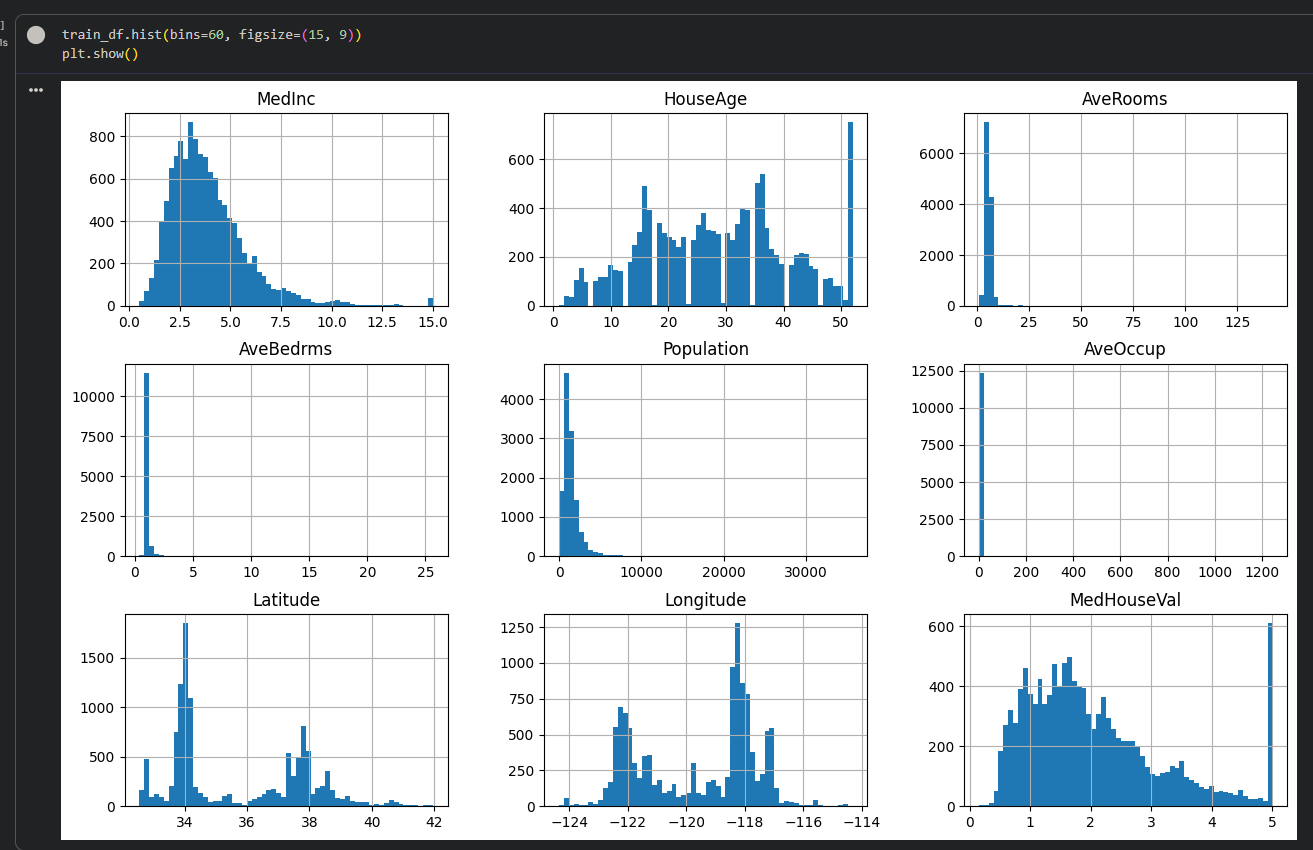 ]
train_df.hist(bins=60, figsize=(15, 9))
1s
plt.show()
MedInc
HouseAge
AveRooms
800
600
400
200
0
0.0 2.5 5.0 7.5 10.0 12.5 15.0
600
400
200
0
0 10 20 30 40 50
6000
4000
2000
0
0 25 50 75 100 125
AveBedrms
Population
AveOccup
10000
7500
5000
2500
0
0 5 10 15 20 25
4000
3000
2000
1000
0
0 10000 20000 30000
12500
10000
7500
5000
2500
0
0 200 400 600 800 1000 1200
Latitude
Longitude
MedHouseVal
1500
1000
500
0
34 36 38 40 42
1250
1000
750
500
250
0
−124 −122 −120 −118 −116 −114
600
400
200
0
0 1 2 3 4 5